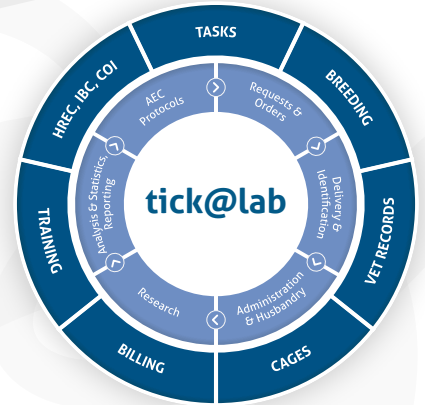 TASKS
BREEDING
VET RECORDS
CAGES
BILLING
TRAINING
HREC, IBC, COI
AEC
Protocols
Requests &
Orders
Delivery &
Identification
Administration
& Husbandry
Research
Analysis & Statistics,
Reporting
tick@lab